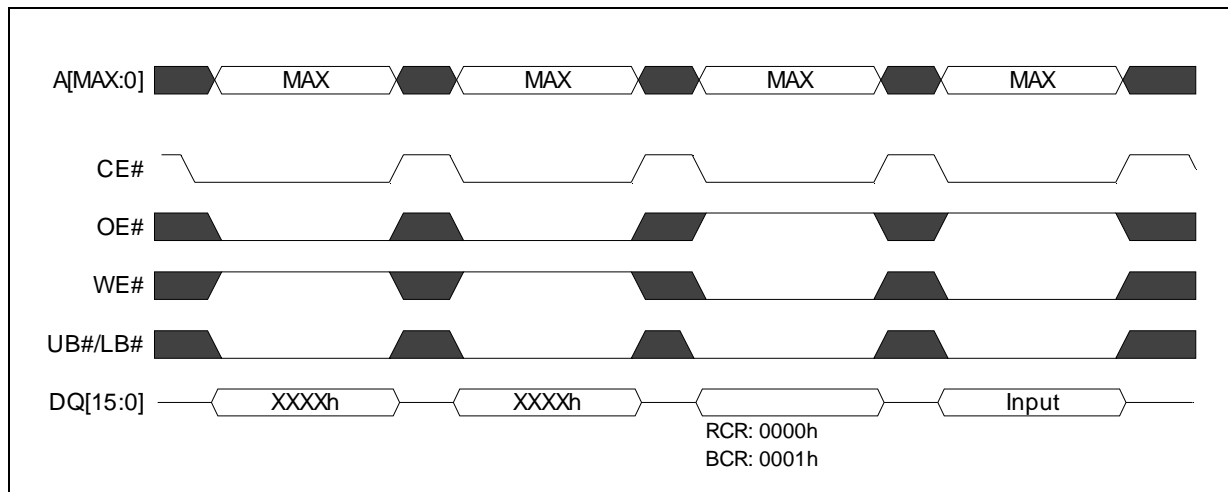 A[MAX:0] MAX MAX MAX MAX
CE#
OE#
WE#
UB#/LB#
DQ[15:0] XXXXh XXXXh Input
RCR: 0000h
BCR: 0001h